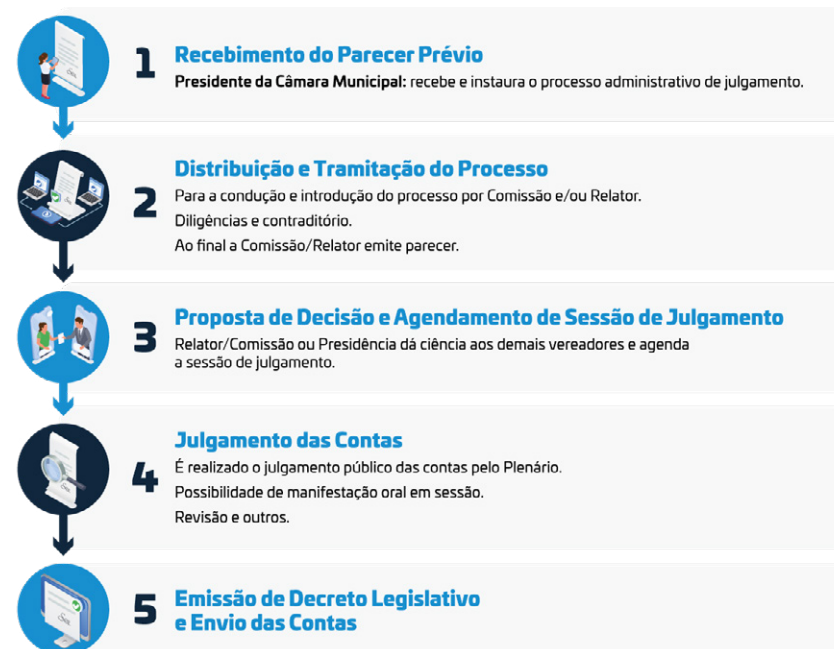 1
Recebimento do Parecer Prévio
Presidente da Câmara Municipal: recebe e instaura o processo administrativo de julgamento.
2
Distribuição e Tramitação do Processo
Para a condução e introdução do processo por Comissão e/ou Relator.
Diligências e contraditório.
Ao final a Comissão/Relator emite parecer.
3
Proposta de Decisão e Agendamento de Sessão de Julgamento
Relator/Comissão ou Presidência dá ciência aos demais vereadores e agenda
a sessão de julgamento.
4
Julgamento das Contas
É realizado o julgamento público das contas pelo Plenário.
Possibilidade de manifestação oral em sessão.
Revisão e outros.
5
Emissão de Decreto Legislativo
e Envio das Contas